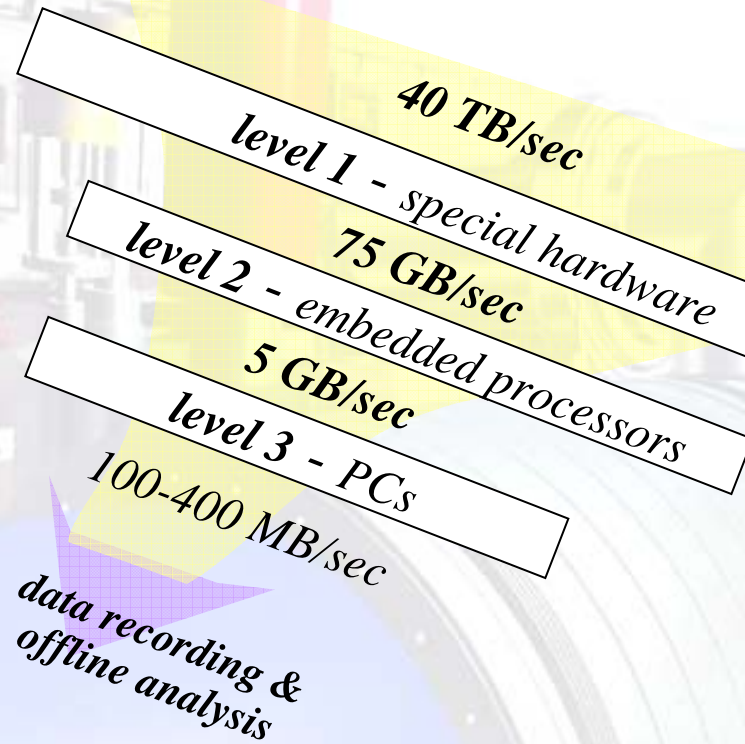 40 TB/sec
level 1 - special hardware
75 GB/sec
level 2 - embedded processors
5 GB/sec
level 3 - PCs
100-400 MB/sec
data recording &
offline analysis